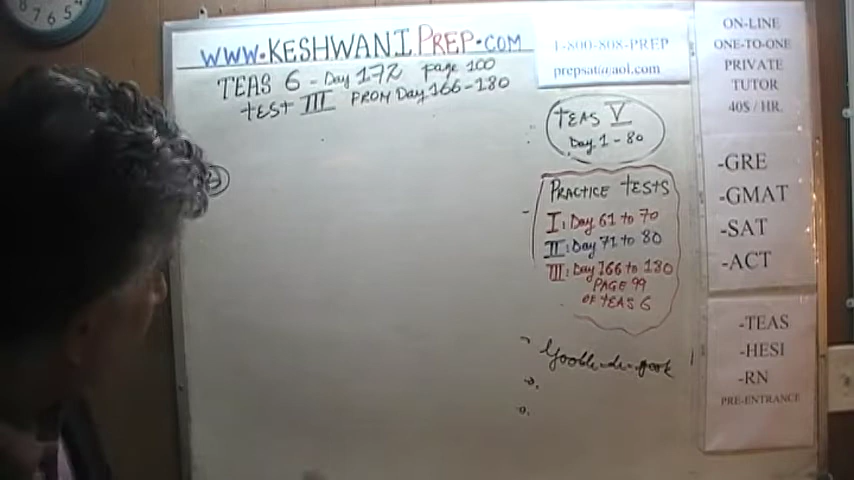 WWW.KESHWANIPREP.COM
TEAS 6 - Day 172 Page 100
TEST III FROM Day 166-180
1-800-808-PREP
prepsat@aol.com
TEAS V
Day 1-80
PRACTICE TESTS
I: Day 61 to 70
II: Day 71 to 80
III: Day 166 to 180
PAGE 99
OF TEAS 6
ON-LINE
ONE-TO-ONE
PRIVATE
TUTOR
40$ / HR.
-GRE
-GMAT
-SAT
-ACT
-TEAS
-HESI
-RN
PRE-ENTRANCE
8 7 6 5 4